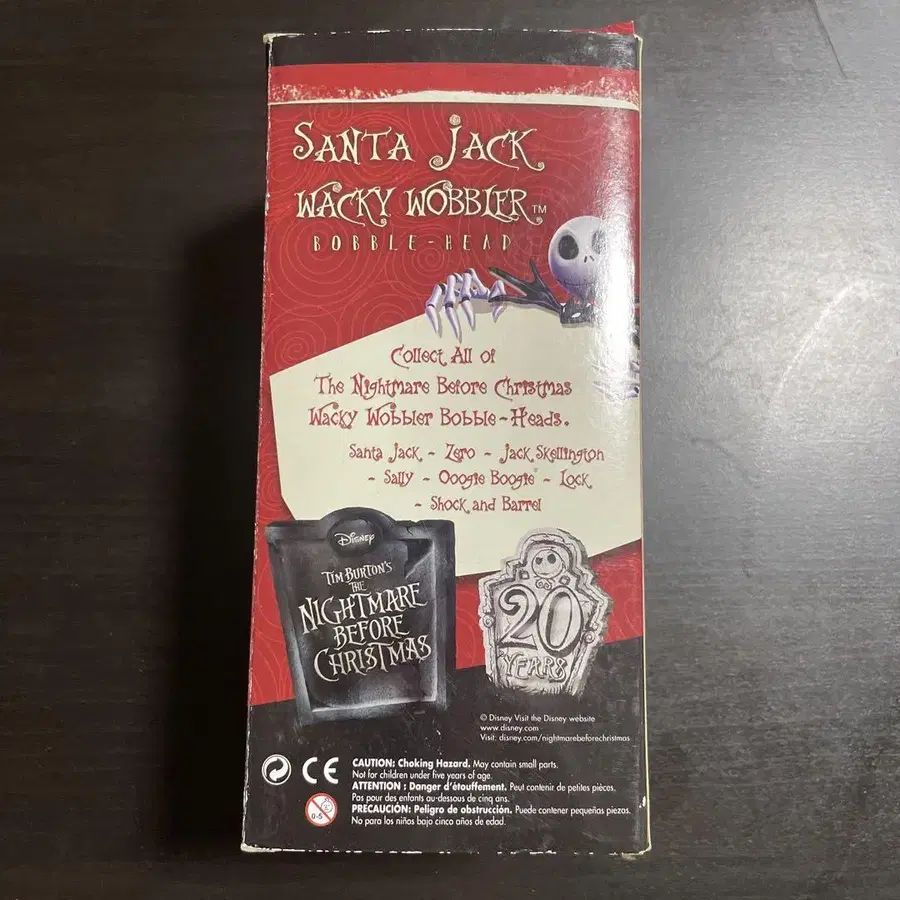 SANTA JACK
WACKY WOBBLER™
BOBBLE-HEAD
Collect All of
The Nightmare Before Christmas
Wacky Wobbler Bobble-Heads.
Santa Jack - Zero - Jack Skellington
- Sally - Ooogie Boogie® - Lock
- Shock and Barrel
Disney
TIM BURTON'S
THE
NIGHTMARE
BEFORE
CHRISTMAS
20
YEARS
© Disney Visit the Disney website
www.disney.com
Visit: disney.com/nightmarebeforechristmas
CE
0-5
CAUTION: Choking Hazard. May contain small parts.
Not for children under five years of age.
ATTENTION : Danger d'étouffement. Peut contenir de petites pièces.
Pas pour des enfants au-dessous de cinq ans.
PRECAUCIÓN: Peligro de obstrucción. Puede contener pequeñas piezas.
No para los niños bajo cinco años de edad.